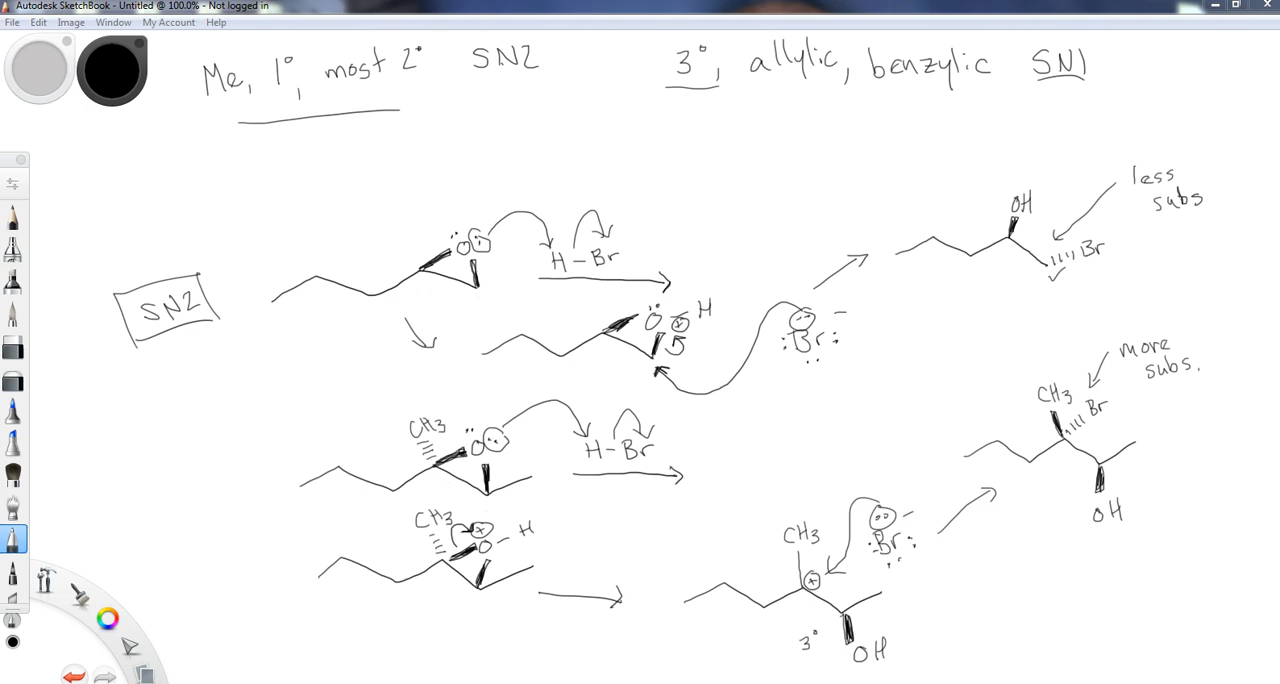 Autodesk SketchBook - Untitled @ 100.0% - Not logged in
File Edit Image Window My Account Help
Me, 1°, most 2° SN2
3°, allylic, benzylic SN1
less
subs
OH
Br
O
H-Br
SN2
O H
Br
more
subs.
CH3
Br
OH
CH3
O
H-Br
CH3
O-H
CH3
Br
3°
OH